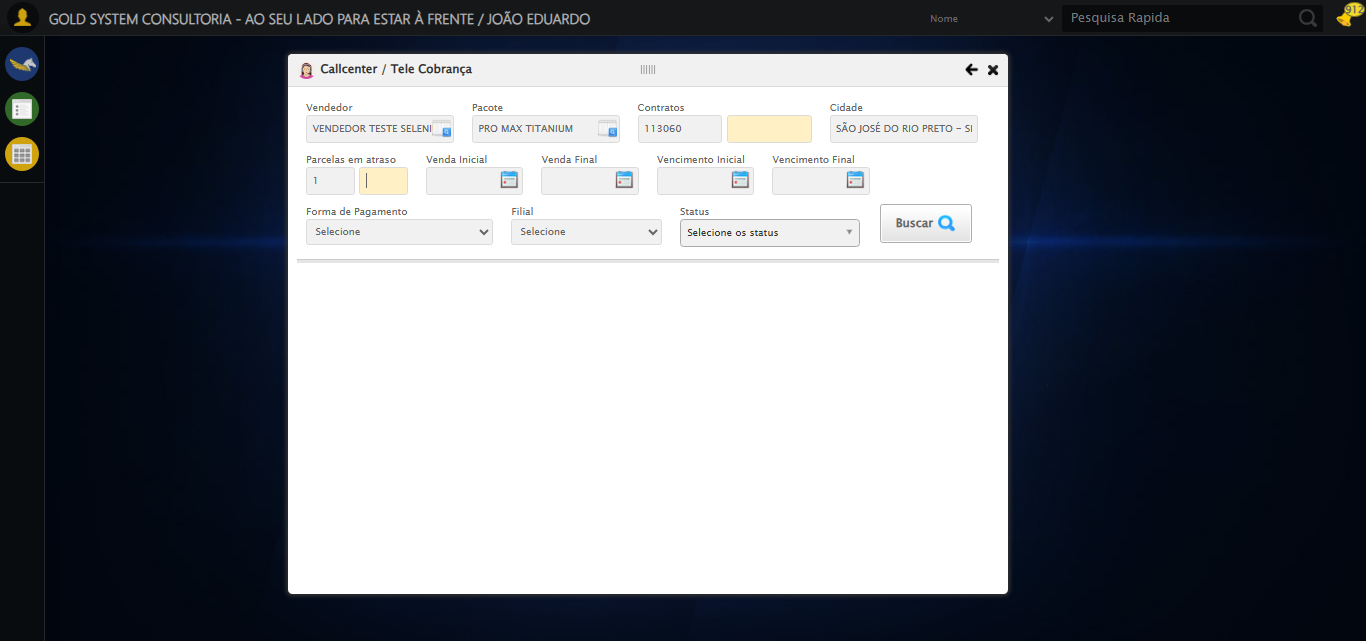 GOLD SYSTEM CONSULTORIA - AO SEU LADO PARA ESTAR À FRENTE / JOÃO EDUARDO
Nome
Pesquisa Rapida
912
Callcenter / Tele Cobrança
Vendedor Pacote Contratos Cidade
VENDEDOR TESTE SELENI PRO MAX TITANIUM 113060 SÃO JOSÉ DO RIO PRETO - SI
Parcelas em atraso Venda Inicial Venda Final Vencimento Inicial Vencimento Final
1
Forma de Pagamento Filial Status
Selecione Selecione Selecione os status Buscar